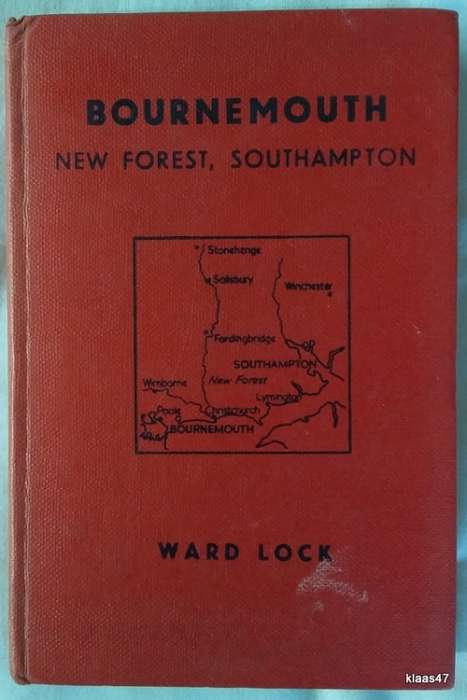 BOURNEMOUTH
NEW FOREST, SOUTHAMPTON
Stonehenge
Salisbury
Winchester
Fordingbridge
SOUTHAMPTON
New Forest
Wimborne
Lymington
Poole
Christchurch
BOURNEMOUTH
WARD LOCK
klaas47